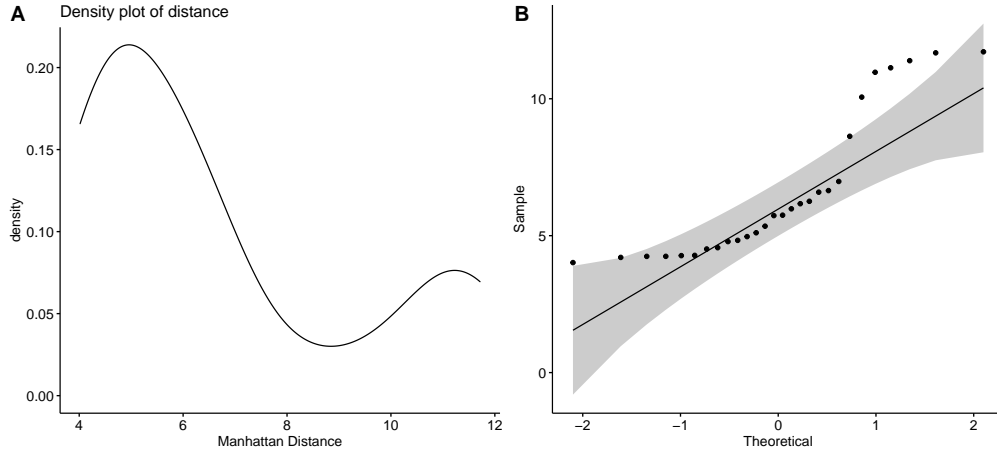 A
Density plot of distance
0.20
0.15
0.10
0.05
0.00
density
4 6 8 10 12
Manhattan Distance
B
10
5
0
Sample
−2 −1 0 1 2
Theoretical